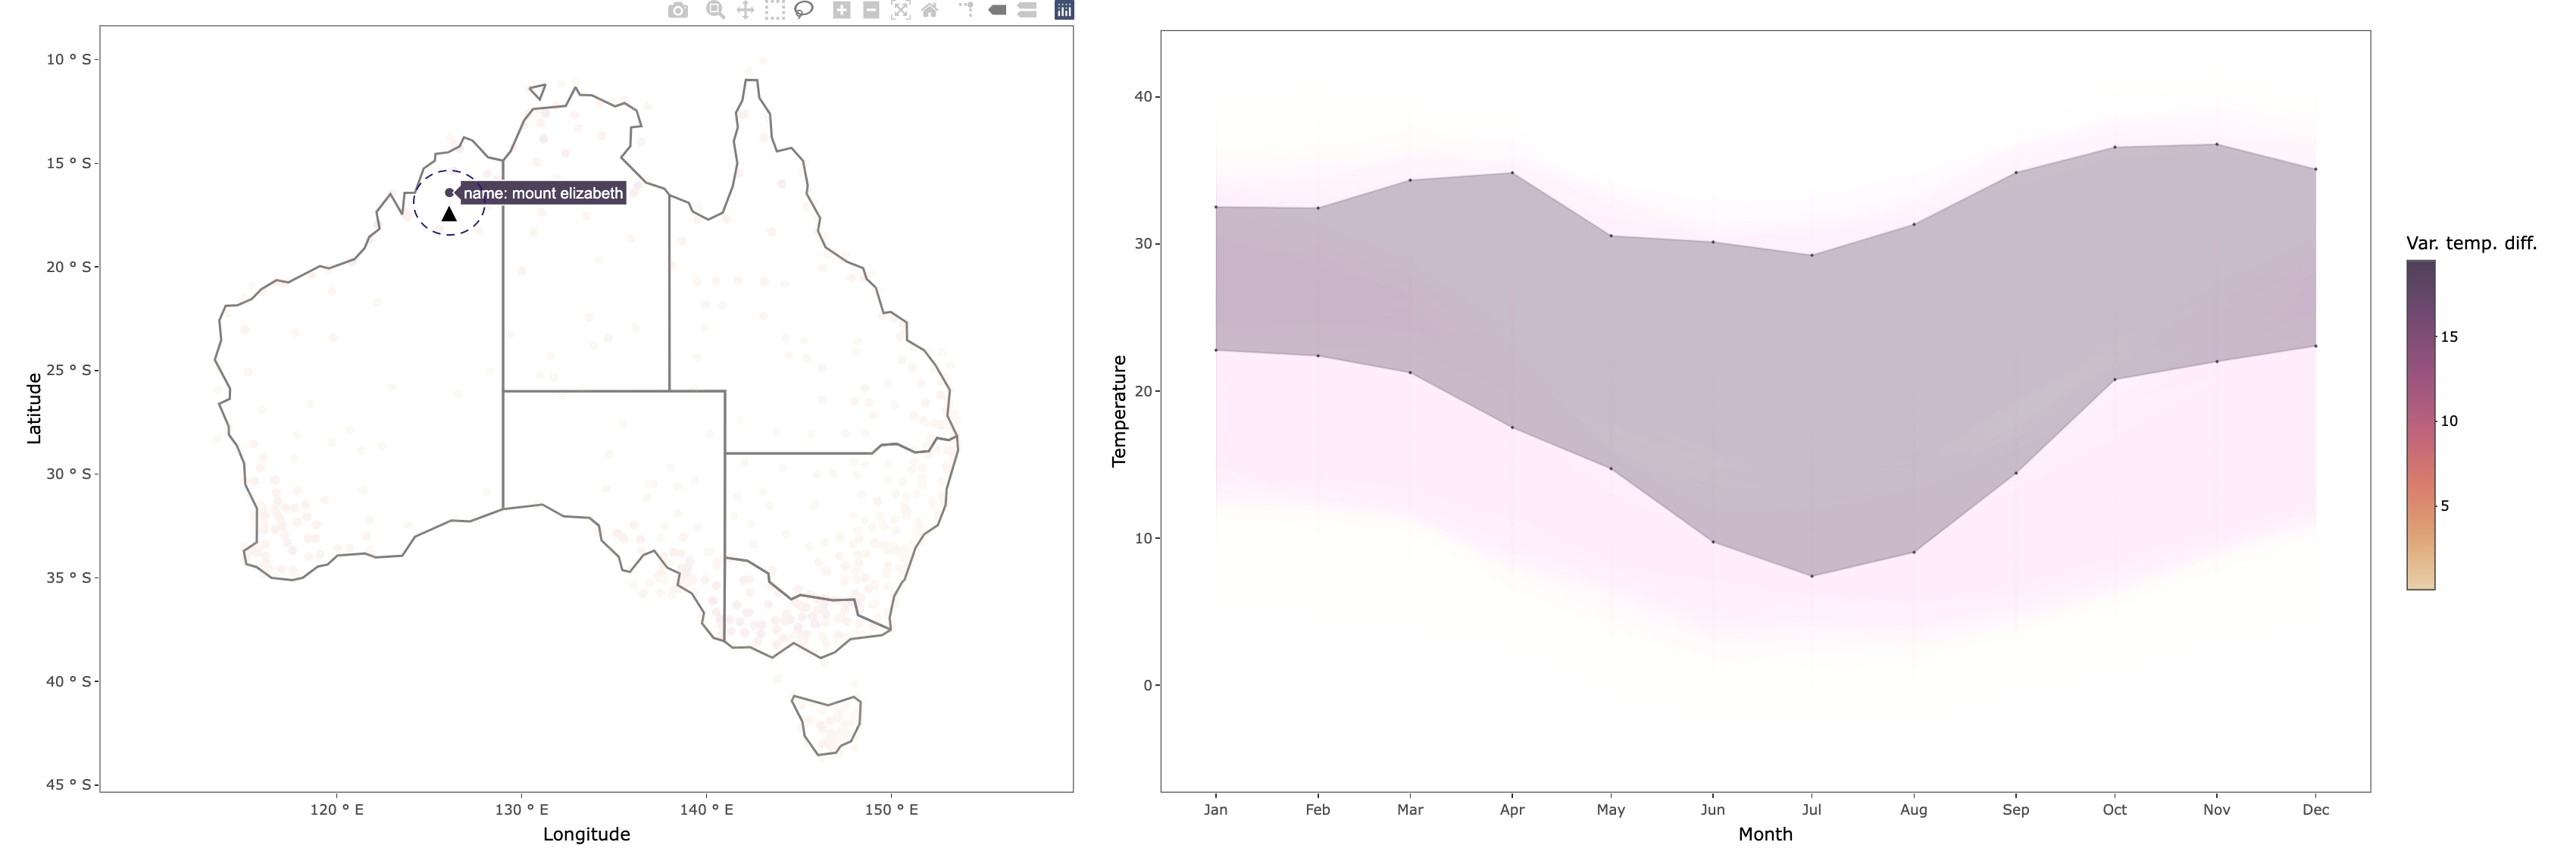 10 ° S
15 ° S
20 ° S
25 ° S
30 ° S
35 ° S
40 ° S
45 ° S
Latitude
name: mount elizabeth
120 ° E
130 ° E
140 ° E
150 ° E
Longitude
40
30
20
10
0
Temperature
Jan
Feb
Mar
Apr
May
Jun
Jul
Aug
Sep
Oct
Nov
Dec
Month
Var. temp. diff.
15
10
5